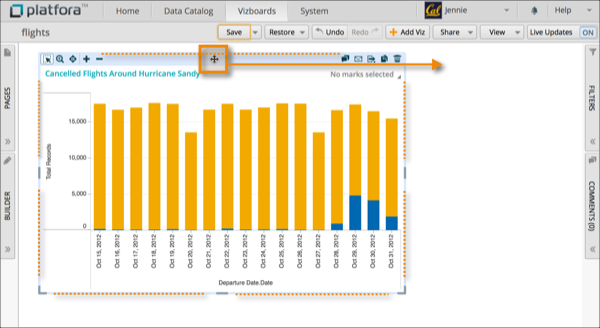 platfora Home Data Catalog Vizboards System Cal Jennie Help
flights Save Restore Undo Redo Add Viz Share View Live Updates ON
PAGES
BUILDER
FILTERS
COMMENTS (0)
Cancelled Flights Around Hurricane Sandy No marks selected
Total Records
15,000
10,000
5,000
0
Oct 15, 2012
Oct 16, 2012
Oct 17, 2012
Oct 18, 2012
Oct 19, 2012
Oct 20, 2012
Oct 21, 2012
Oct 22, 2012
Oct 23, 2012
Oct 24, 2012
Oct 25, 2012
Oct 26, 2012
Oct 27, 2012
Oct 28, 2012
Oct 29, 2012
Oct 30, 2012
Oct 31, 2012
Departure Date.Date